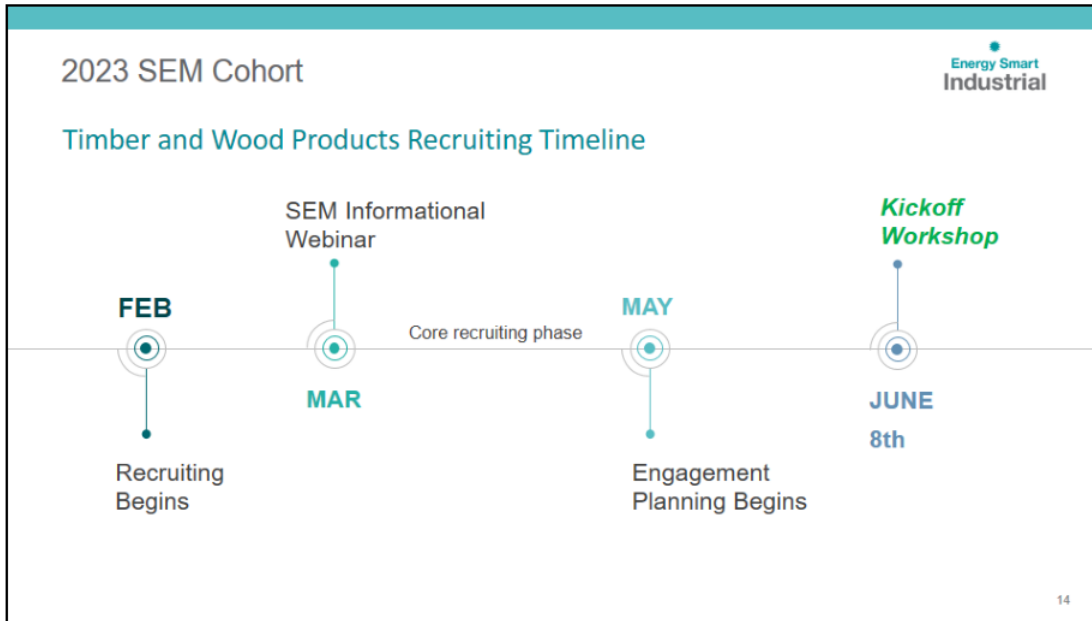 2023 SEM Cohort
Energy Smart
Industrial
Timber and Wood Products Recruiting Timeline
SEM Informational
Webinar
Kickoff
Workshop
FEB
Core recruiting phase
MAY
MAR
JUNE
8th
Recruiting
Begins
Engagement
Planning Begins
14